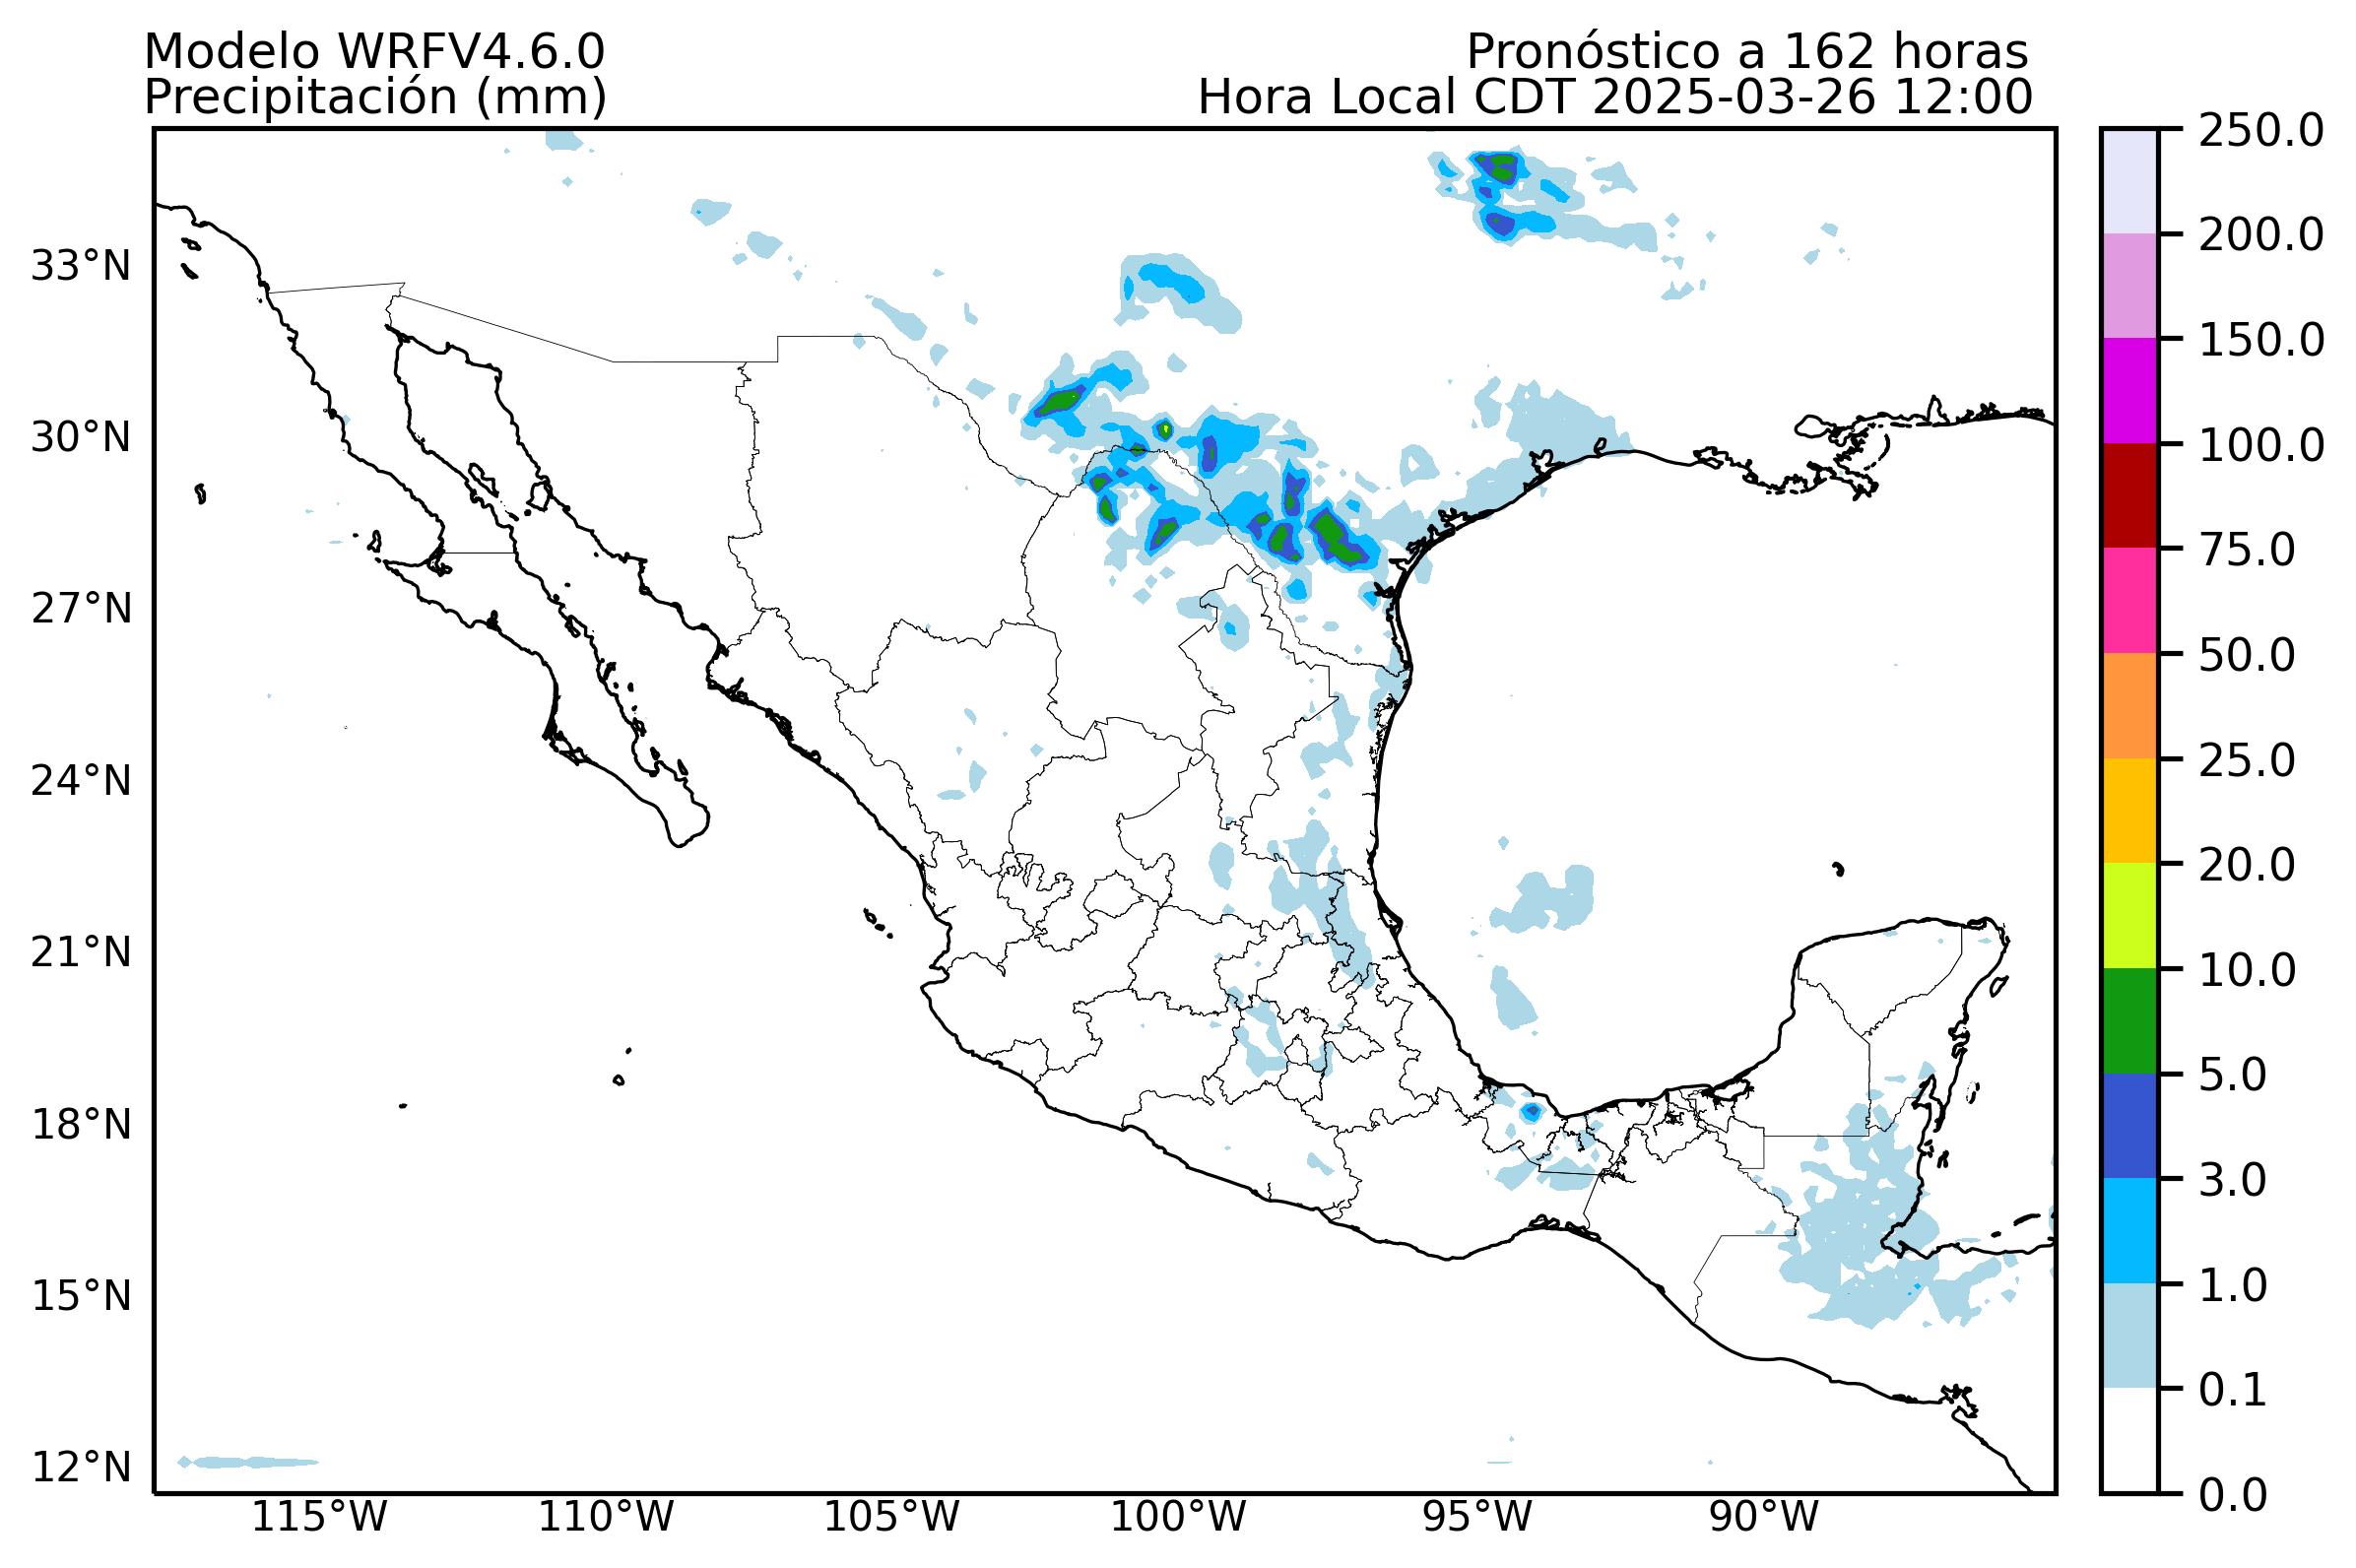 Modelo WRFV4.6.0
Precipitación (mm)
Pronóstico a 162 horas
Hora Local CDT 2025-03-26 12:00
33°N
30°N
27°N
24°N
21°N
18°N
15°N
12°N
115°W
110°W
105°W
100°W
95°W
90°W
250.0
200.0
150.0
100.0
75.0
50.0
25.0
20.0
10.0
5.0
3.0
1.0
0.1
0.0